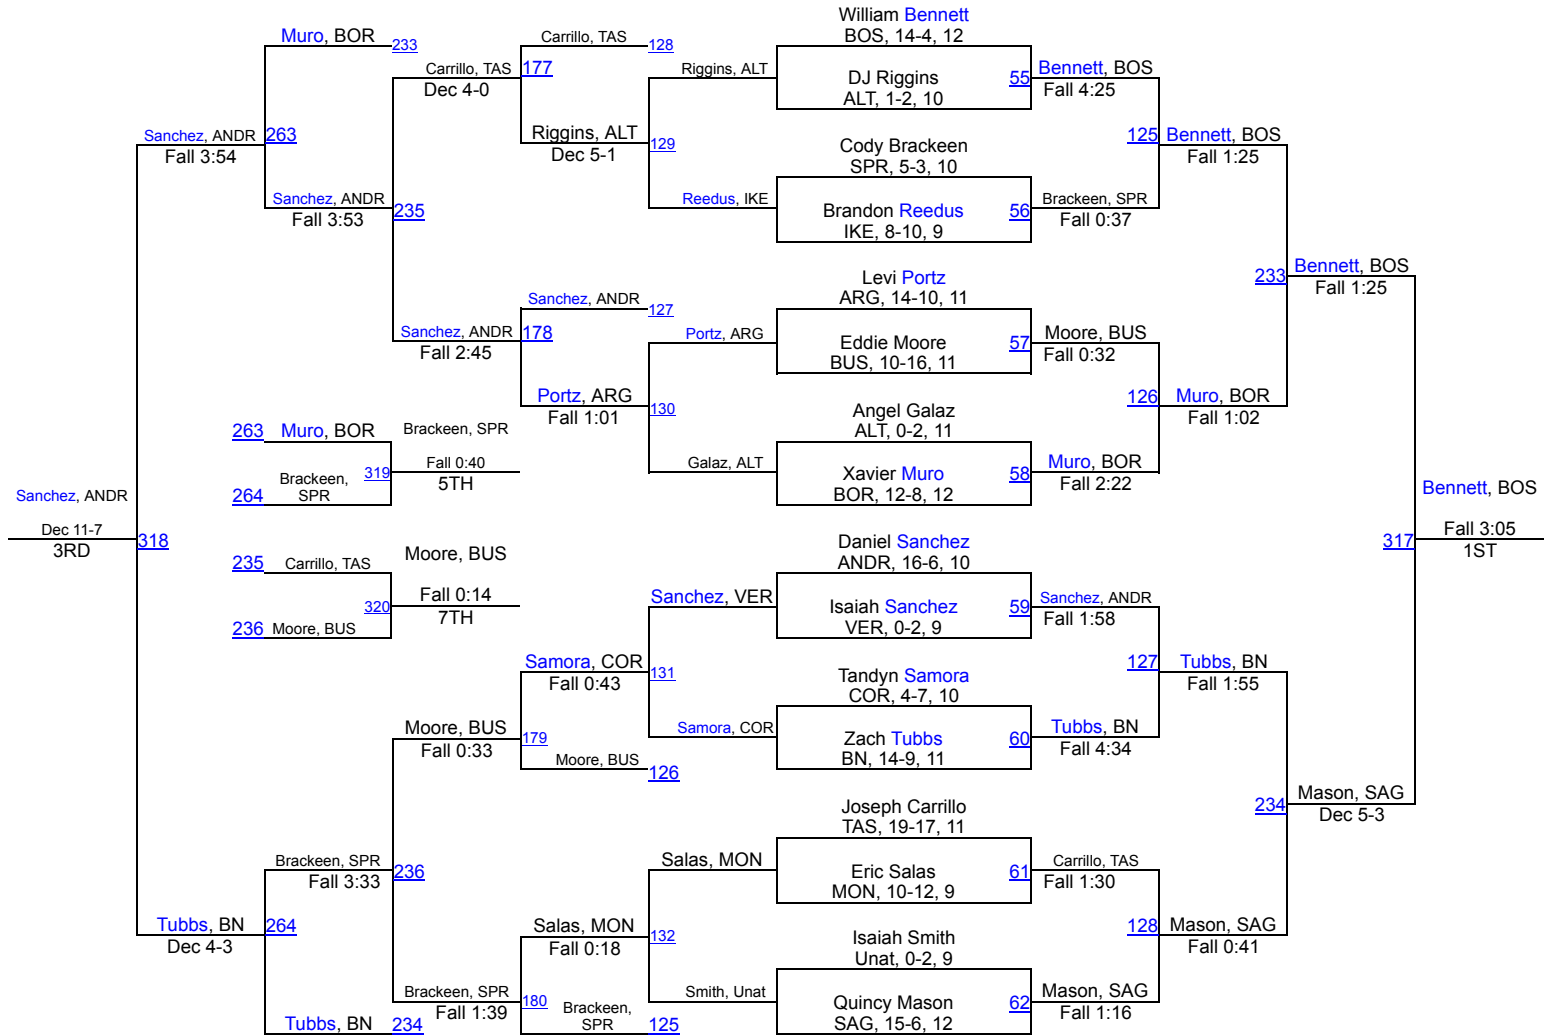 William Bennett
BOS, 14-4, 12
DJ Riggins
ALT, 1-2, 10
55
Bennett, BOS
Fall 4:25
Cody Brackeen
SPR, 5-3, 10
Brandon Reedus
IKE, 8-10, 9
56
Brackeen, SPR
Fall 0:37
125
Bennett, BOS
Fall 1:25
Levi Portz
ARG, 14-10, 11
Eddie Moore
BUS, 10-16, 11
57
Moore, BUS
Fall 0:32
Angel Galaz
ALT, 0-2, 11
Xavier Muro
BOR, 12-8, 12
58
Muro, BOR
Fall 2:22
126
Muro, BOR
Fall 1:02
233
Bennett, BOS
Fall 1:25
Daniel Sanchez
ANDR, 16-6, 10
Isaiah Sanchez
VER, 0-2, 9
59
Sanchez, ANDR
Fall 1:58
Tandyn Samora
COR, 4-7, 10
Zach Tubbs
BN, 14-9, 11
60
Tubbs, BN
Fall 4:34
127
Tubbs, BN
Fall 1:55
Joseph Carrillo
TAS, 19-17, 11
Eric Salas
MON, 10-12, 9
61
Carrillo, TAS
Fall 1:30
Isaiah Smith
Unat, 0-2, 9
Quincy Mason
SAG, 15-6, 12
62
Mason, SAG
Fall 1:16
128
Mason, SAG
Fall 0:41
234
Mason, SAG
Dec 5-3
317
Bennett, BOS
Fall 3:05
1ST
Riggins, ALT
Reedus, IKE
129
Riggins, ALT
Dec 5-1
Carrillo, TAS
128
177
Carrillo, TAS
Dec 4-0
Portz, ARG
Galaz, ALT
130
Portz, ARG
Fall 1:01
Sanchez, ANDR
127
178
Sanchez, ANDR
Fall 2:45
235
Sanchez, ANDR
Fall 3:53
Muro, BOR
233
263
Sanchez, ANDR
Fall 3:54
Sanchez, VER
Samora, COR
131
Samora, COR
Fall 0:43
Moore, BUS
126
179
Moore, BUS
Fall 0:33
Salas, MON
Smith, Unat
132
Salas, MON
Fall 0:18
Brackeen,
SPR
125
180
Brackeen, SPR
Fall 1:39
236
Brackeen, SPR
Fall 3:33
Tubbs, BN
234
264
Tubbs, BN
Dec 4-3
318
Sanchez, ANDR
Dec 11-7
3RD
263
Muro, BOR
264
Brackeen,
SPR
319
Brackeen, SPR
Fall 0:40
5TH
235
Carrillo, TAS
236
Moore, BUS
320
Moore, BUS
Fall 0:14
7TH